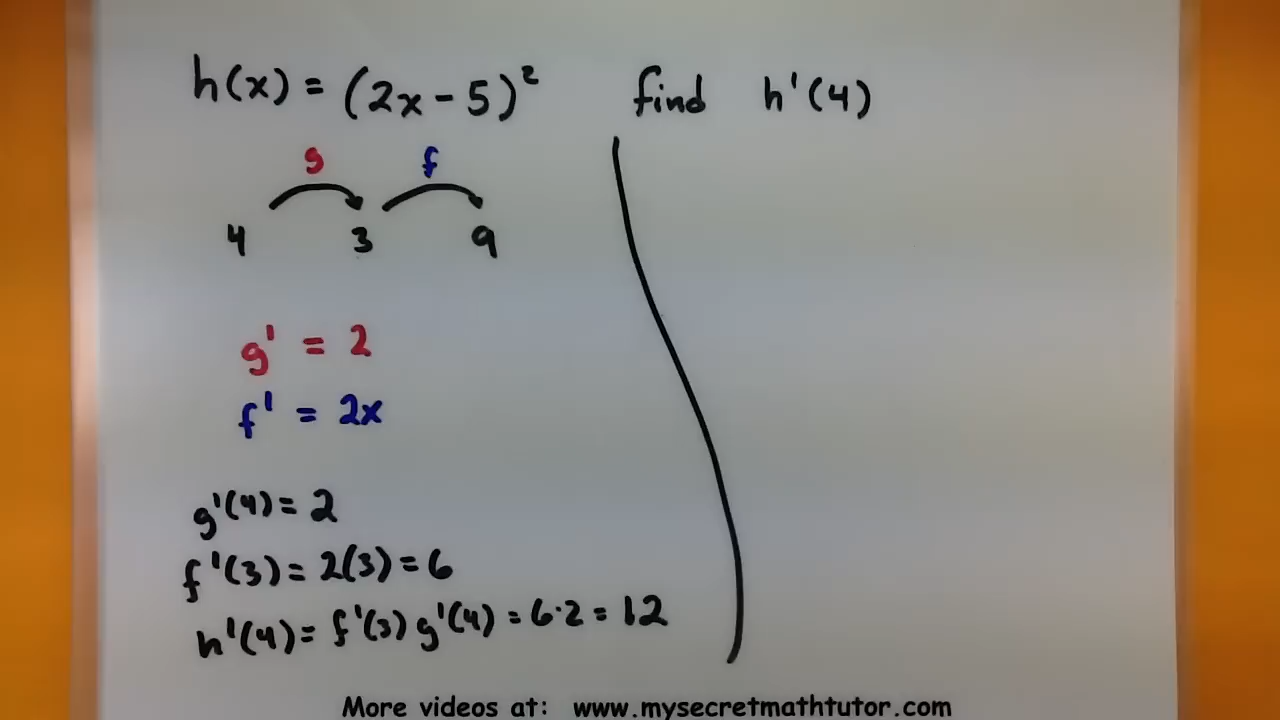 h(x) = (2x - 5)² find h'(4)
g f
4 3 9
g' = 2
f' = 2x
g'(4) = 2
f'(3) = 2(3) = 6
h'(4) = f'(3) g'(4) = 6·2 = 12
More videos at: www.mysecretmathtutor.com